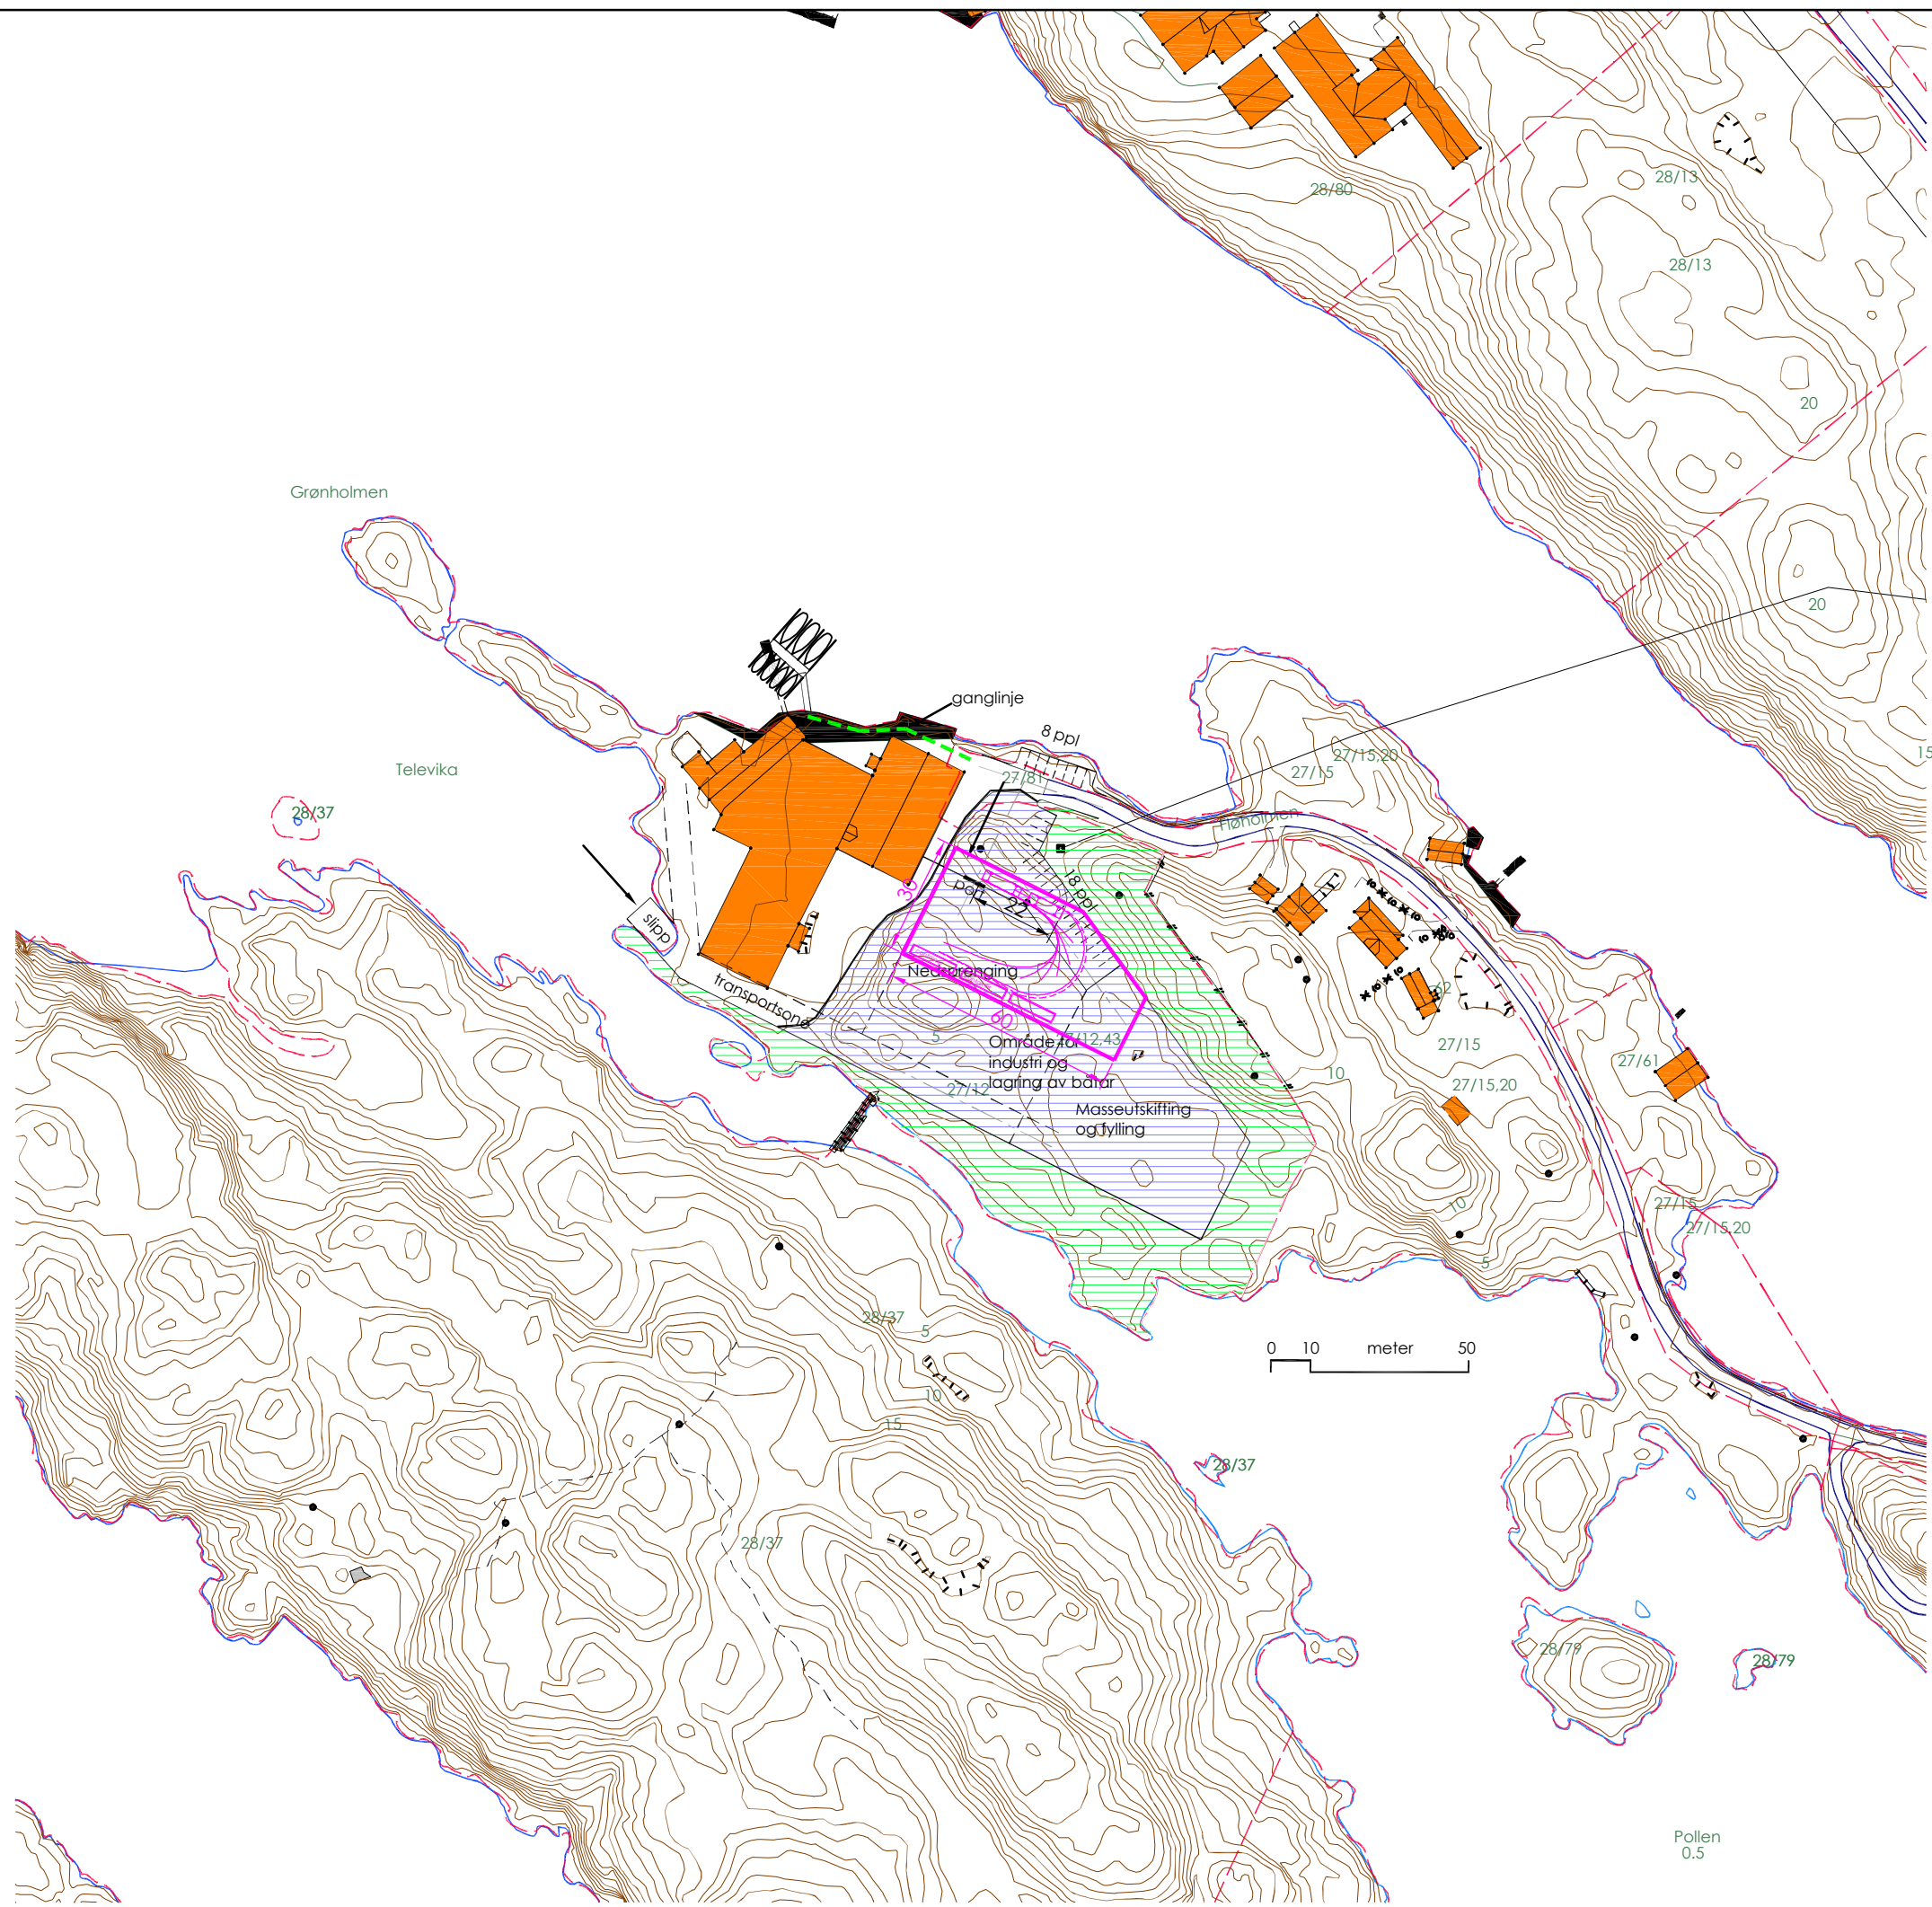 28/80
28/13
28/13
20
20
15
Grønholmen
Televika
28/37
ganglinje
8 ppl
27/81
27/15
27/15,20
Fløholmen
slipp
transportsone
30
port
22
18 ppl
Nedsprenging
60
5
27/12,43
Område for
industri og
lagring av båtar
27/12
Masseutskifting
og fylling
62
27/15
27/15,20
27/61
10
10
5
27/15
27/15,20
28/37
5
10
15
0 10 meter 50
28/37
28/37
28/79
28/79
Pollen
0.5